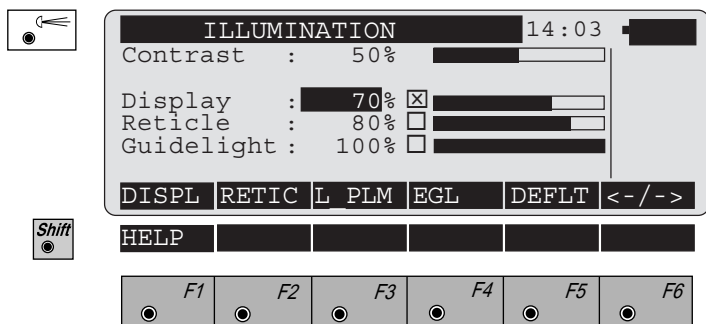 ILLUMINATION 14:03
Contrast : 50%
Display : 70%
Reticle : 80%
Guidelight : 100%
DISPL RETIC L_PLM EGL DEFLT <-/->
Shift
HELP
F1 F2 F3 F4 F5 F6